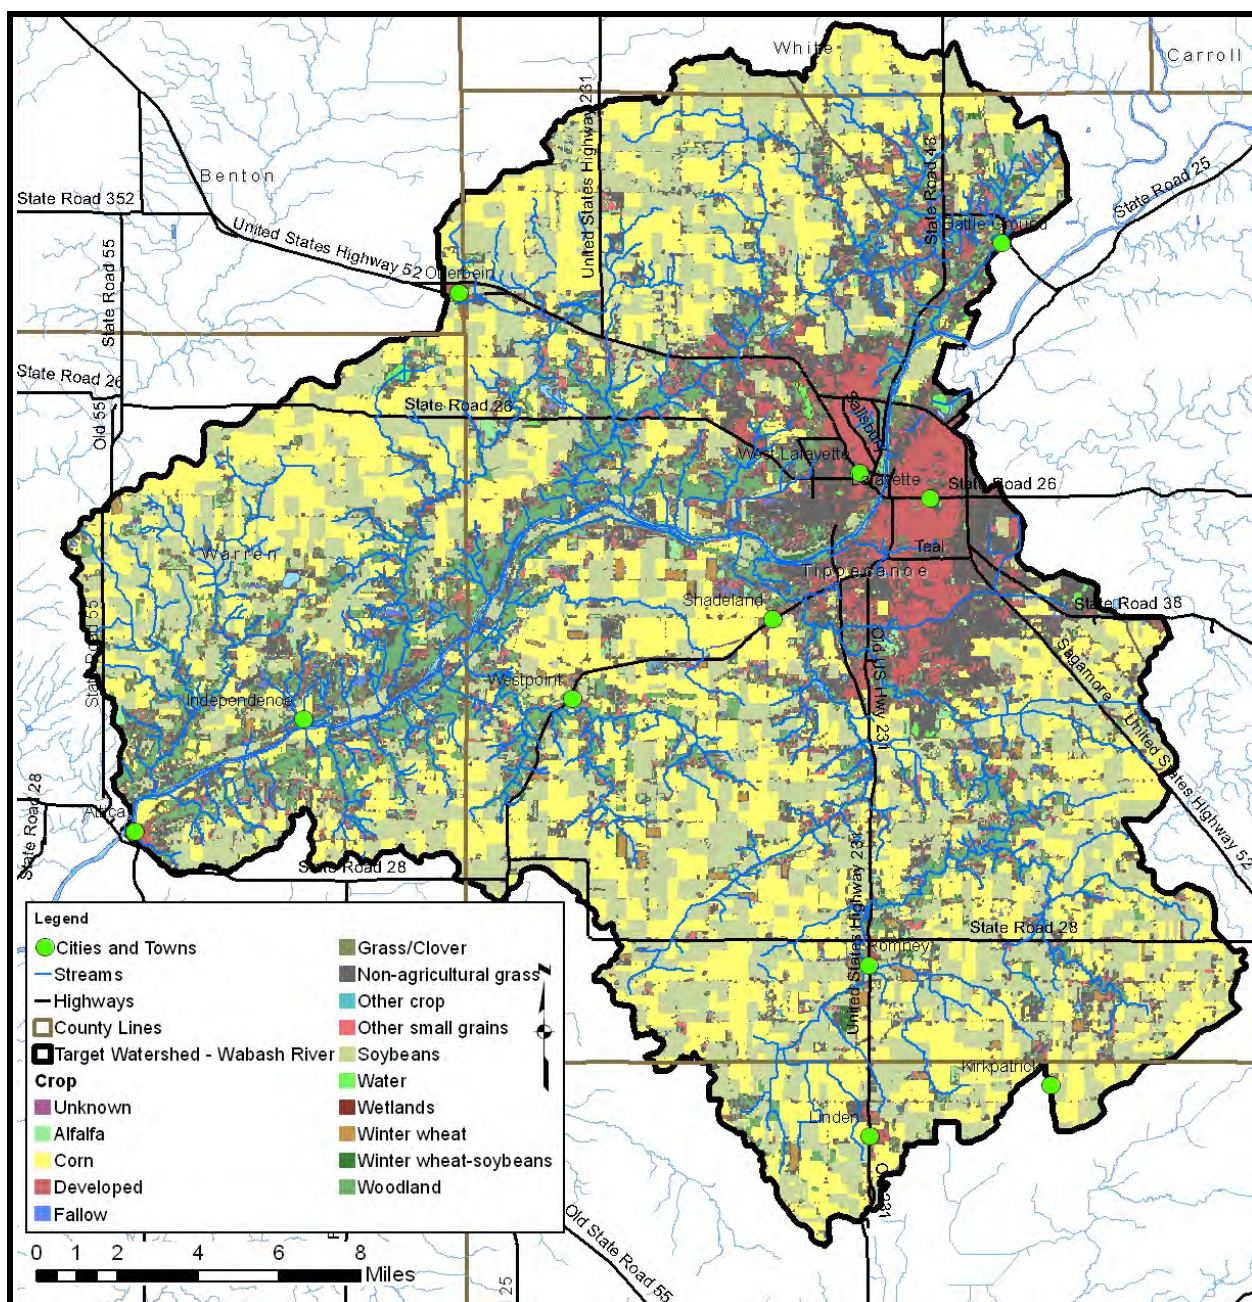 White
Carroll
United States Highway 231
State Road 43
State Road 25
Benton
State Road 352
United States Highway 52
State Road 55
Battle Ground
Otterbein
State Road 26
State Road 26
Old 55
Salisbury
West Lafayette
Lafayette
State Road 26
Warren
Teal
Tippecanoe
Shadeland
State Road 38
State Road 55
Old US Hwy 231
Sagamore
Westpoint
Independence
United States Highway 52
State Road 28
Attica
State Road 28
United States Highway 231
State Road 28
Romney
Kirkpatrick
Linden
Old State Road 55
25
Legend
Cities and Towns
Streams
Highways
County Lines
Target Watershed - Wabash River
Crop
Unknown
Alfalfa
Corn
Developed
Fallow
Grass/Clover
Non-agricultural grass
Other crop
Other small grains
Soybeans
Water
Wetlands
Winter wheat
Winter wheat-soybeans
Woodland
N
0 1 2 4 6 8
Miles